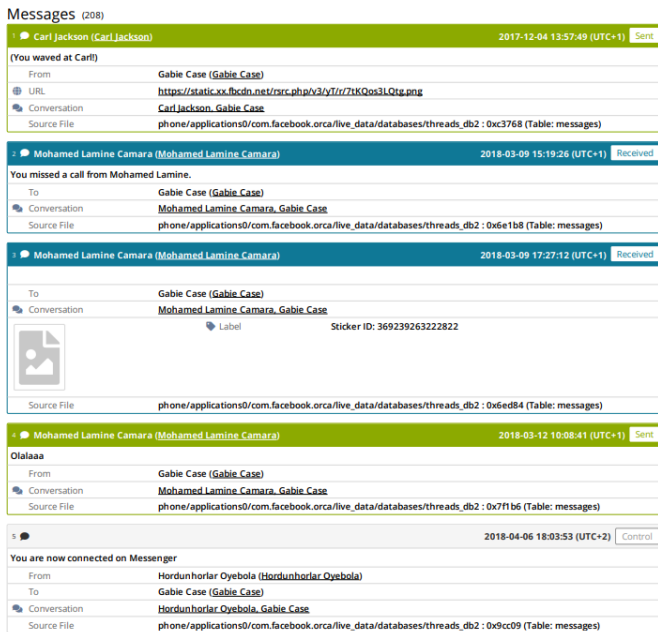 Messages (208)
1 Carl Jackson (Carl Jackson) 2017-12-04 13:57:49 (UTC+1) Sent
(You waved at Carl!)
From Gabie Case (Gabie Case)
URL https://static.xx.fbcdn.net/rsrc.php/v3/yT/r/7tKQos3LQtg.png
Conversation Carl Jackson, Gabie Case
Source File phone/applications0/com.facebook.orca/live_data/databases/threads_db2 : 0xc3768 (Table: messages)
2 Mohamed Lamine Camara (Mohamed Lamine Camara) 2018-03-09 15:19:26 (UTC+1) Received
You missed a call from Mohamed Lamine.
To Gabie Case (Gabie Case)
Conversation Mohamed Lamine Camara, Gabie Case
Source File phone/applications0/com.facebook.orca/live_data/databases/threads_db2 : 0x6e1b8 (Table: messages)
3 Mohamed Lamine Camara (Mohamed Lamine Camara) 2018-03-09 17:27:12 (UTC+1) Received
To Gabie Case (Gabie Case)
Conversation Mohamed Lamine Camara, Gabie Case
Label Sticker ID: 369239263222822
Source File phone/applications0/com.facebook.orca/live_data/databases/threads_db2 : 0x6ed84 (Table: messages)
4 Mohamed Lamine Camara (Mohamed Lamine Camara) 2018-03-12 10:08:41 (UTC+1) Sent
Olalaaa
From Gabie Case (Gabie Case)
Conversation Mohamed Lamine Camara, Gabie Case
Source File phone/applications0/com.facebook.orca/live_data/databases/threads_db2 : 0x7f1b6 (Table: messages)
5 2018-04-06 18:03:53 (UTC+2) Control
You are now connected on Messenger
From Hordunhorlar Oyebola (Hordunhorlar Oyebola)
To Gabie Case (Gabie Case)
Conversation Hordunhorlar Oyebola, Gabie Case
Source File phone/applications0/com.facebook.orca/live_data/databases/threads_db2 : 0x9cc09 (Table: messages)